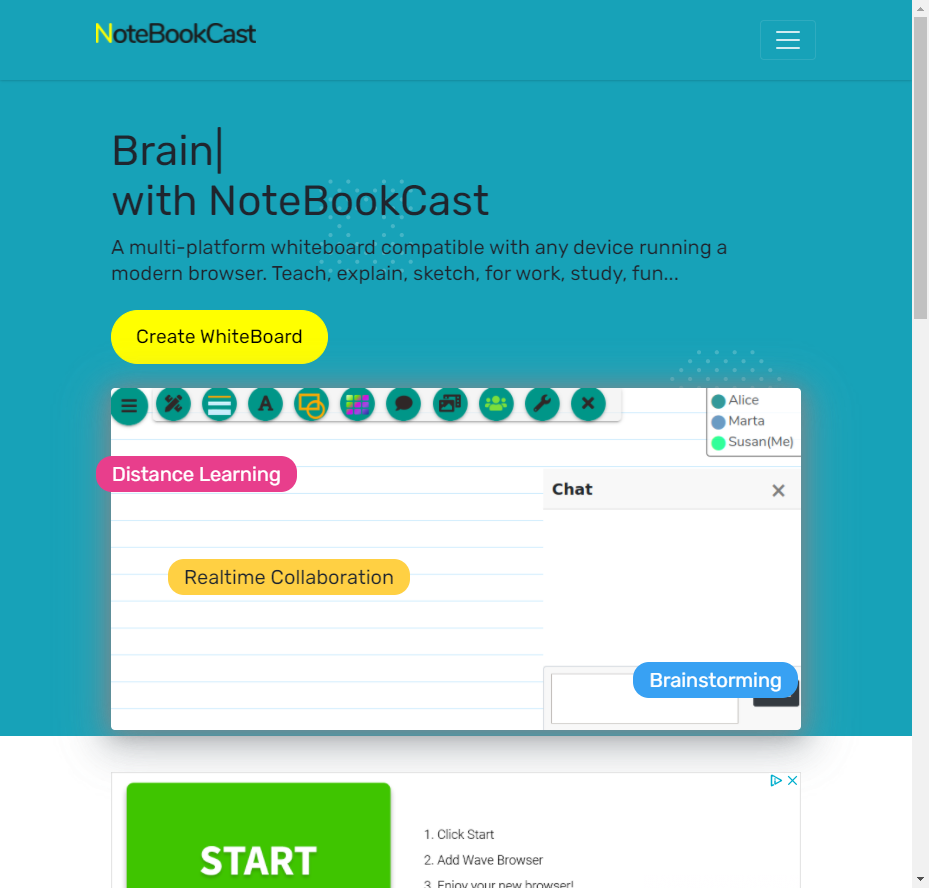 NoteBookCast
Brain|
with NoteBookCast
A multi-platform whiteboard compatible with any device running a
modern browser. Teach, explain, sketch, for work, study, fun...
Create WhiteBoard
A
Alice
Marta
Susan(Me)
Distance Learning
Chat
Realtime Collaboration
Brainstorming
START
1. Click Start
2. Add Wave Browser
3. Enjoy your new browser!